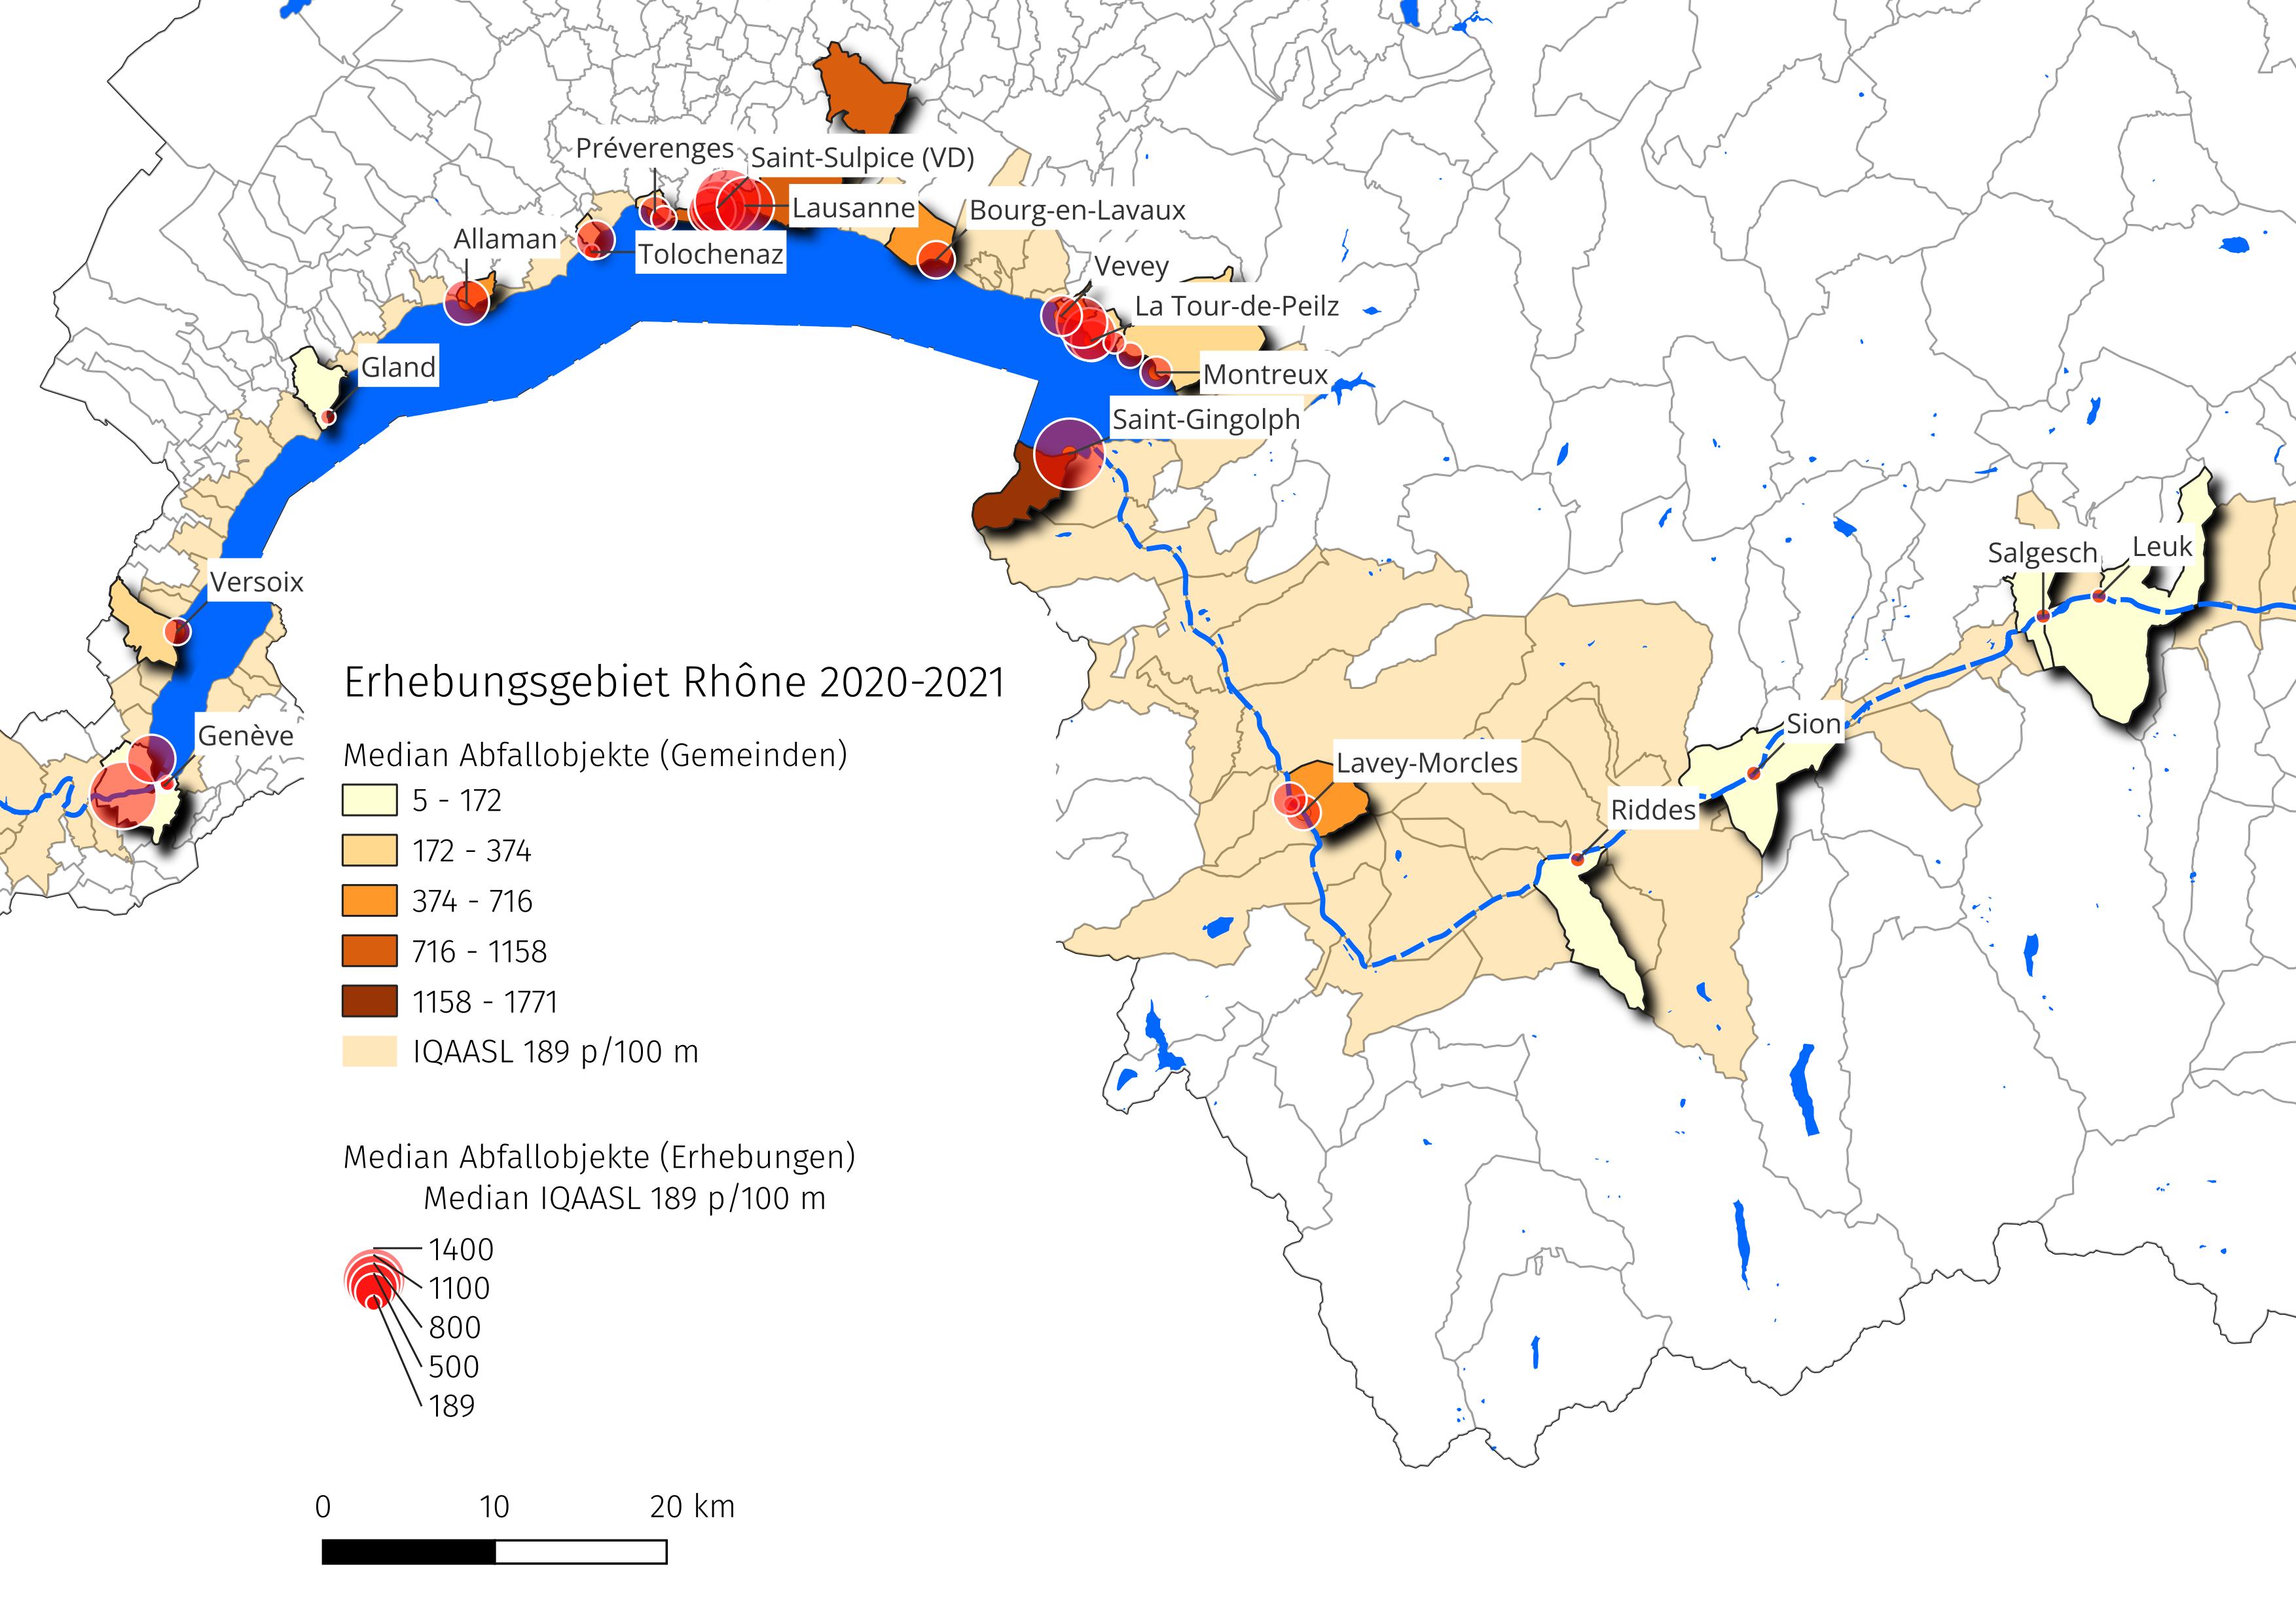 Préverenges
Saint-Sulpice (VD)
Lausanne
Bourg-en-Lavaux
Allaman
Tolochenaz
Vevey
La Tour-de-Peilz
Gland
Montreux
Saint-Gingolph
Versoix
Salgesch
Leuk
Genève
Sion
Lavey-Morcles
Riddes
Erhebungsgebiet Rhône 2020-2021
Median Abfallobjekte (Gemeinden)
5 - 172
172 - 374
374 - 716
716 - 1158
1158 - 1771
IQAASL 189 p/100 m
Median Abfallobjekte (Erhebungen)
Median IQAASL 189 p/100 m
1400
1100
800
500
189
0 10 20 km